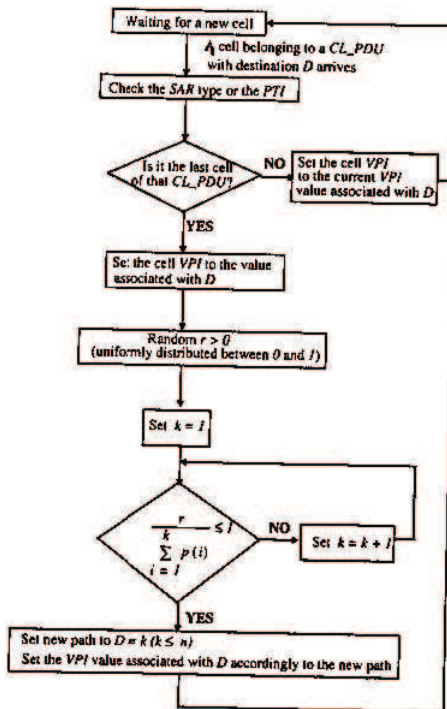 Waiting for a new cell
A cell belonging to a CL_PDU
with destination D arrives
Check the SAR type or the PTI
Is it the last cell
of that CL_PDU?
NO
Set the cell VPI
to the current VPI
value associated with D
YES
Set the cell VPI to the value
associated with D
Random r > 0
(uniformly distributed between 0 and 1)
Set k = 1
r
k
∑ p(i)
i = 1
≤ 1
NO
Set k = k + 1
YES
Set new path to D = k (k ≤ n)
Set the VPI value associated with D accordingly to the new path